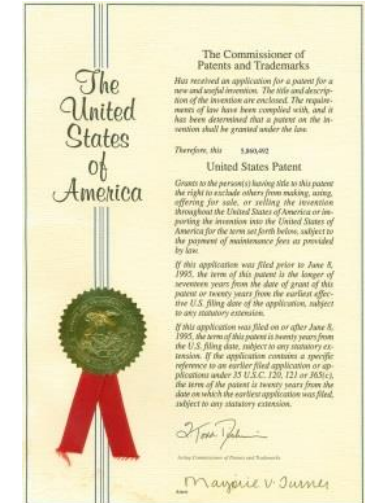 The
United
States
of
America
The Commissioner of
Patents and Trademarks
Has received an application for a patent for a
new and useful invention. The title and descrip-
tion of the invention are enclosed. The require-
ments of law have been complied with, and it
has been determined that a patent on the in-
vention shall be granted under the law.
Therefore, this 5,860,492
United States Patent
Grants to the person(s) having title to this patent
the right to exclude others from making, using,
offering for sale, or selling the invention
throughout the United States of America or im-
porting the invention into the United States of
America for the term set forth below, subject to
the payment of maintenance fees as provided
by law.
If this application was filed prior to June 8,
1995, the term of this patent is the longer of
seventeen years from the date of grant of this
patent or twenty years from the earliest effec-
tive U.S. filing date of the application, subject
to any statutory extension.
If this application was filed on or after June 8,
1995, the term of this patent is twenty years from
the U.S. filing date, subject to any statutory ex-
tension. If the application contains a specific
reference to an earlier filed application or ap-
plications under 35 U.S.C. 120, 121 or 365(c),
the term of the patent is twenty years from the
date on which the earliest application was filed,
subject to any statutory extension.
Acting Commissioner of Patents and Trademarks
Marjorie V. Turner
Attest